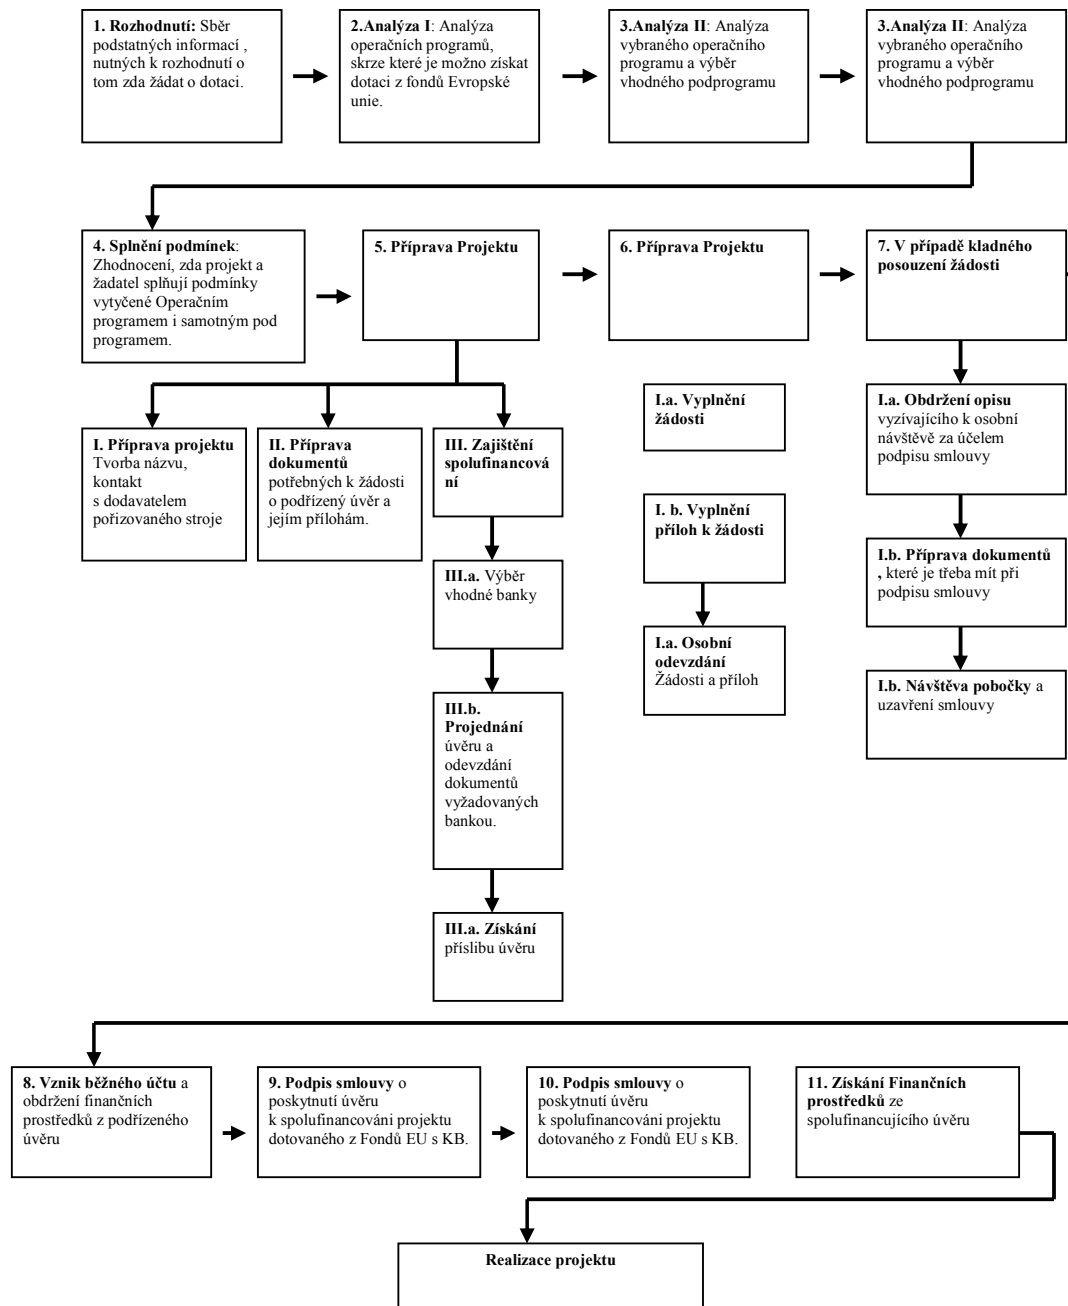 1. Rozhodnutí: Sběr
podstatných informací ,
nutných k rozhodnutí o
tom zda žádat o dotaci.
2.Analýza I: Analýza
operačních programů,
skrze které je možno získat
dotaci z fondů Evropské
unie.
3.Analýza II: Analýza
vybraného operačního
programu a výběr
vhodného podprogramu
3.Analýza II: Analýza
vybraného operačního
programu a výběr
vhodného podprogramu
4. Splnění podmínek:
Zhodnocení, zda projekt a
žadatel splňují podmínky
vytyčené Operačním
programem i samotným pod
programem.
5. Příprava Projektu
6. Příprava Projektu
7. V případě kladného
posouzení žádosti
I. Příprava projektu
Tvorba názvu,
kontakt
s dodavatelem
pořizovaného stroje
II. Příprava
dokumentů
potřebných k žádosti
o podřízený úvěr a
jejím přílohám.
III. Zajištění
spolufinancová
ní
III.a. Výběr
vhodné banky
III.b.
Projednání
úvěru a
odevzdání
dokumentů
vyžadovaných
bankou.
III.a. Získání
příslibu úvěru
I.a. Vyplnění
žádosti
I. b. Vyplnění
příloh k žádosti
I.a. Osobní
odevzdání
Žádosti a příloh
I.a. Obdržení opisu
vyzívajícího k osobní
návštěvě za účelem
podpisu smlouvy
I.b. Příprava dokumentů
, které je třeba mít při
podpisu smlouvy
I.b. Návštěva pobočky a
uzavření smlouvy
8. Vznik běžného účtu a
obdržení finančních
prostředků z podřízeného
úvěru
9. Podpis smlouvy o
poskytnutí úvěru
k spolufinancováni projektu
dotovaného z Fondů EU s KB.
10. Podpis smlouvy o
poskytnutí úvěru
k spolufinancováni projektu
dotovaného z Fondů EU s KB.
11. Získání Finančních
prostředků ze
spolufinancujícího úvěru
Realizace projektu